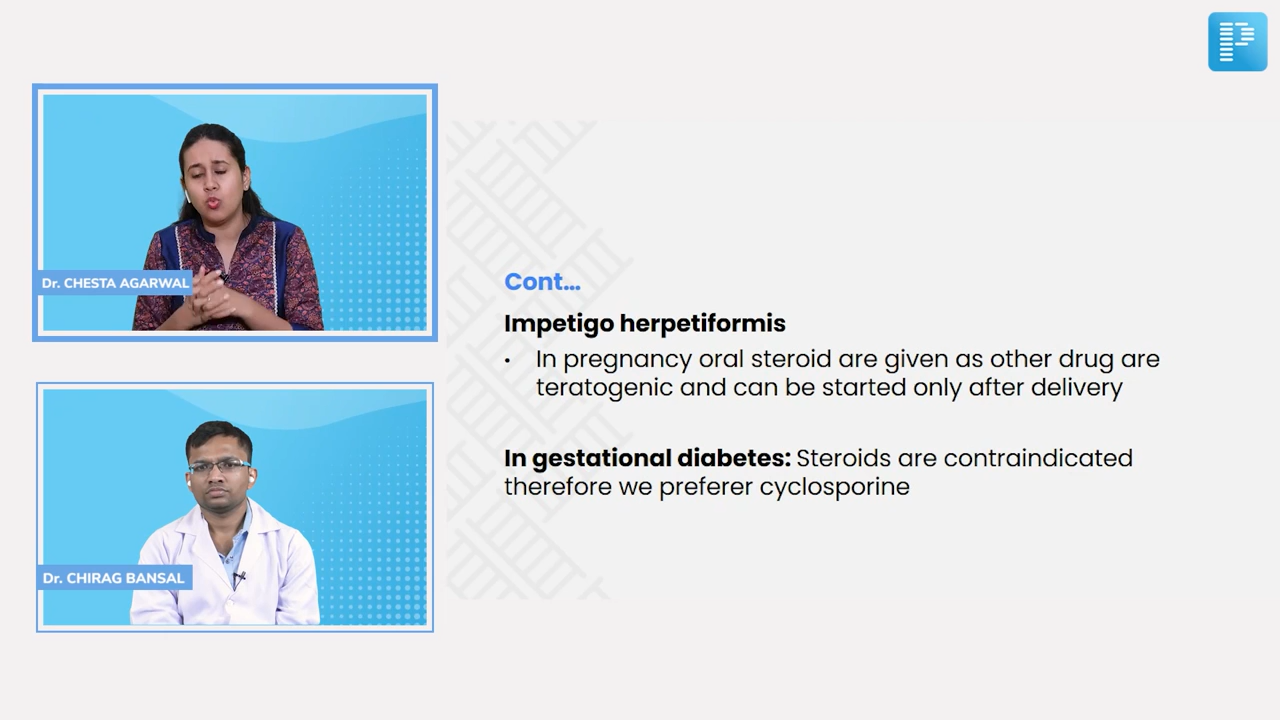 Dr. CHESTA AGARWAL
Dr. CHIRAG BANSAL
Cont...
Impetigo herpetiformis
• In pregnancy oral steroid are given as other drug are
teratogenic and can be started only after delivery
In gestational diabetes: Steroids are contraindicated
therefore we preferer cyclosporine